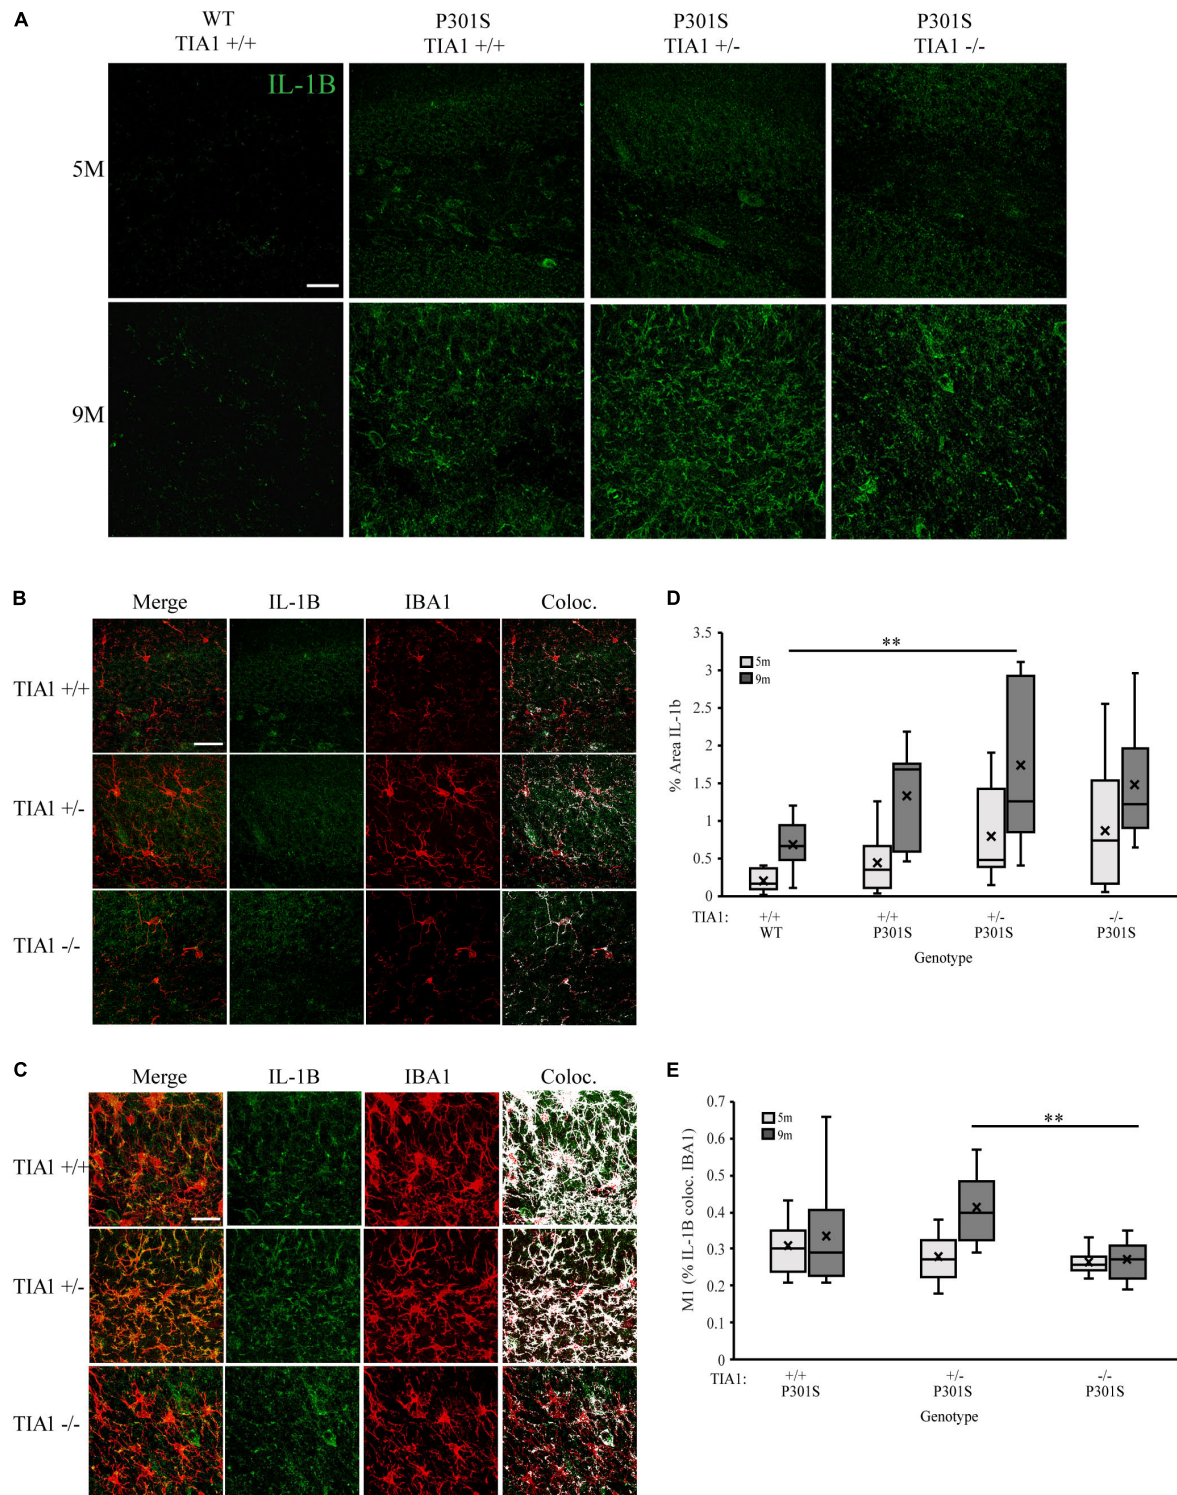 A
WT
TIA1 +/+
P301S
TIA1 +/+
P301S
TIA1 +/-
P301S
TIA1 -/-
IL-1B
5M
9M
B
Merge
IL-1B
IBA1
Coloc.
TIA1 +/+
TIA1 +/-
TIA1 -/-
C
Merge
IL-1B
IBA1
Coloc.
TIA1 +/+
TIA1 +/-
TIA1 -/-
D
3.5
3
2.5
2
1.5
1
0.5
0
% Area IL-1b
5m
9m
**
TIA1:
+/+
WT
+/+
P301S
+/-
P301S
-/-
P301S
Genotype
E
0.7
0.6
0.5
0.4
0.3
0.2
0.1
0
M1 (% IL-1B coloc. IBA1)
5m
9m
**
TIA1:
+/+
P301S
+/-
P301S
-/-
P301S
Genotype